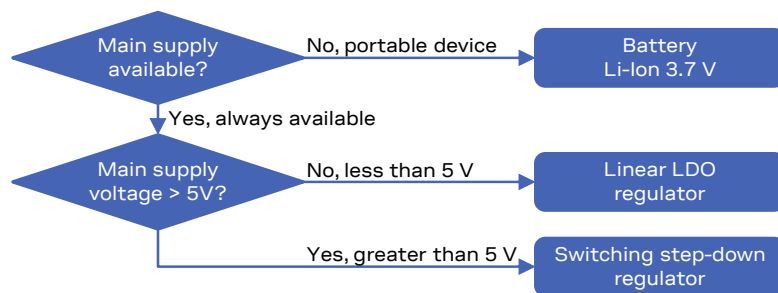 Main supply
available?
No, portable device
Battery
Li-Ion 3.7 V
Yes, always available
Main supply
voltage > 5V?
No, less than 5 V
Linear LDO
regulator
Yes, greater than 5 V
Switching step-down
regulator